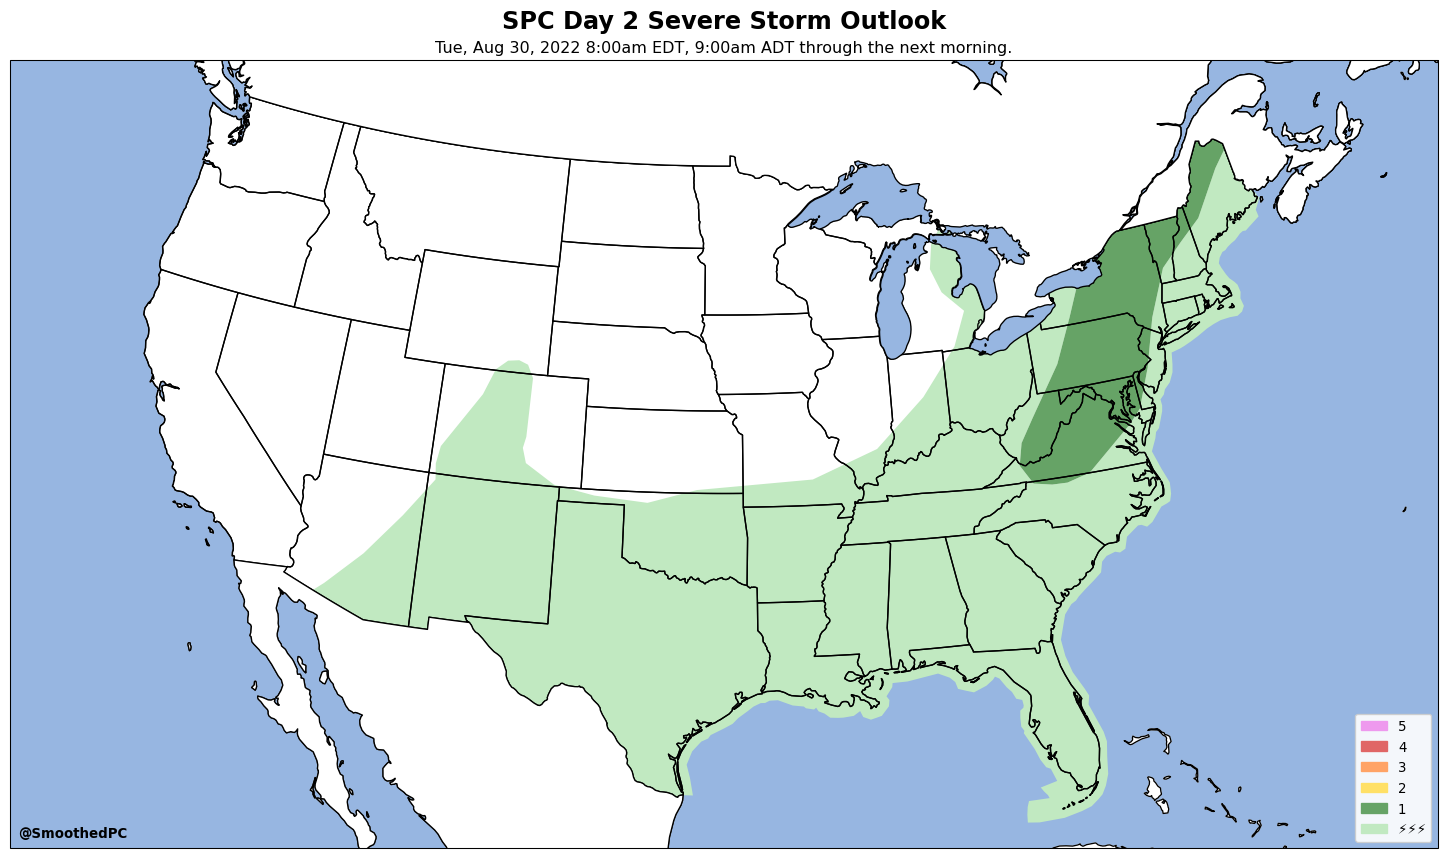 SPC Day 2 Severe Storm Outlook
Tue, Aug 30, 2022 8:00am EDT, 9:00am ADT through the next morning.
5
4
3
2
1
⚡⚡⚡
@SmoothedPC